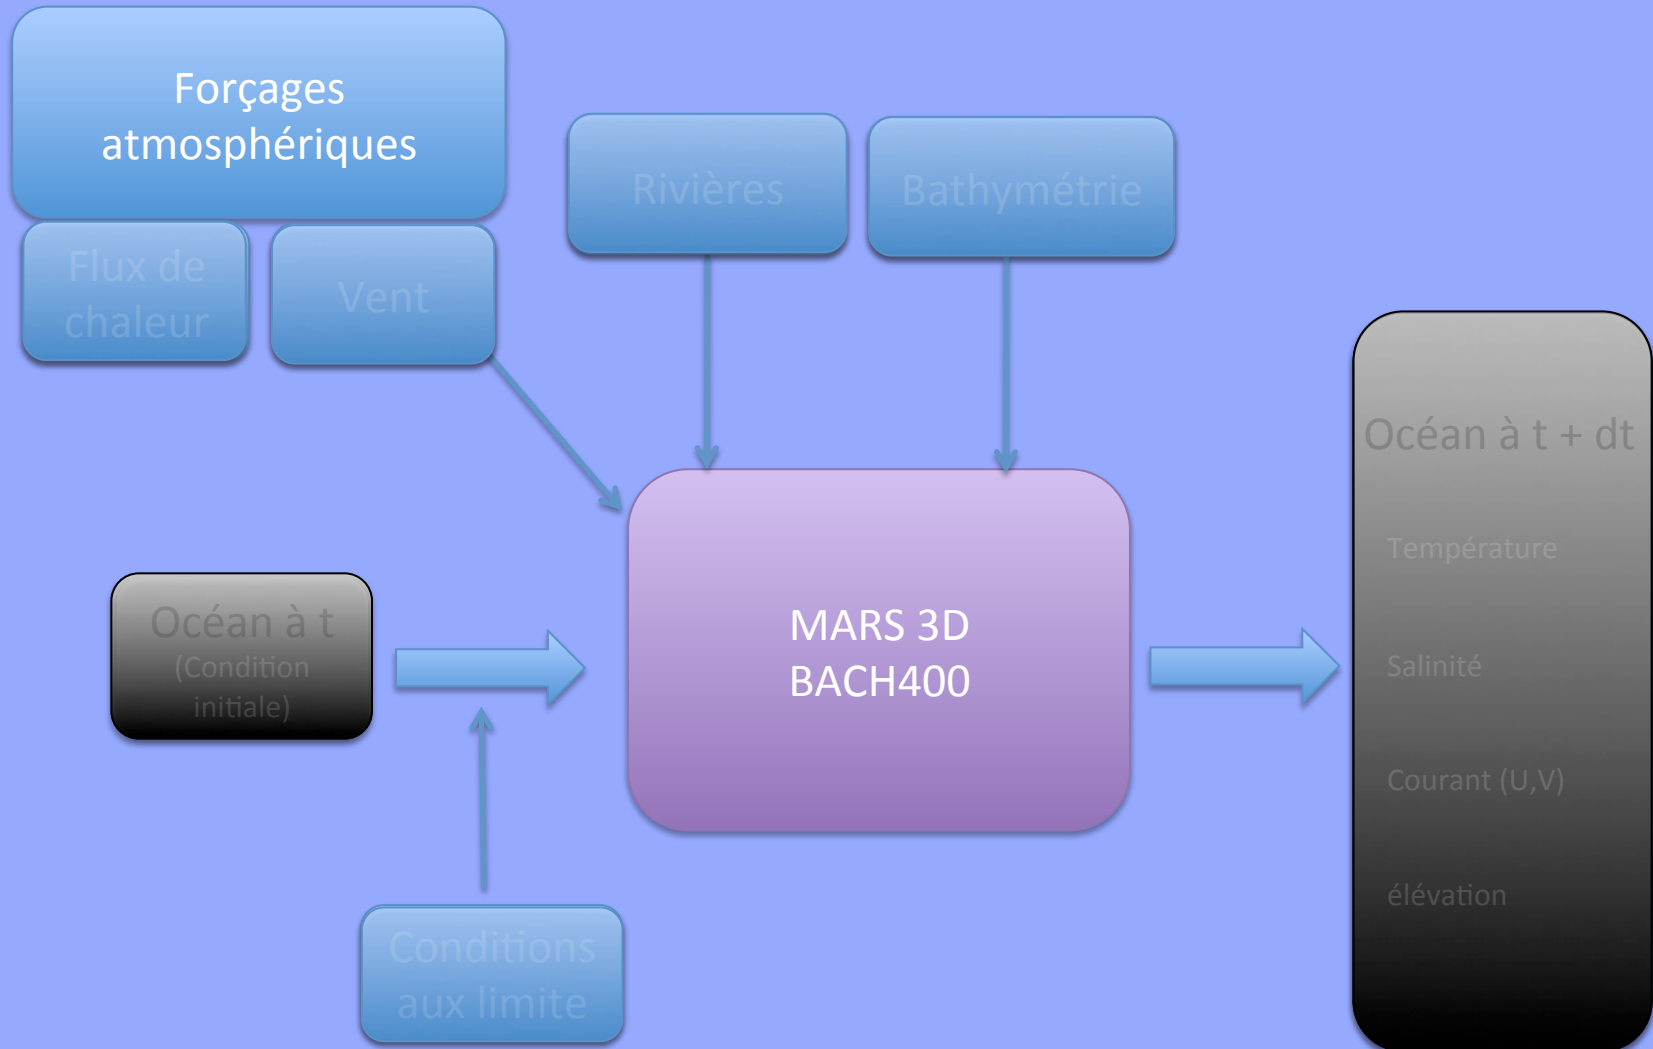 Forçages
atmosphériques
Flux de
chaleur
Vent
Rivières
Bathymétrie
Océan à t
(Condition
initiale)
MARS 3D
BACH400
Conditions
aux limite
Océan à t + dt
Température
Salinité
Courant (U,V)
élévation